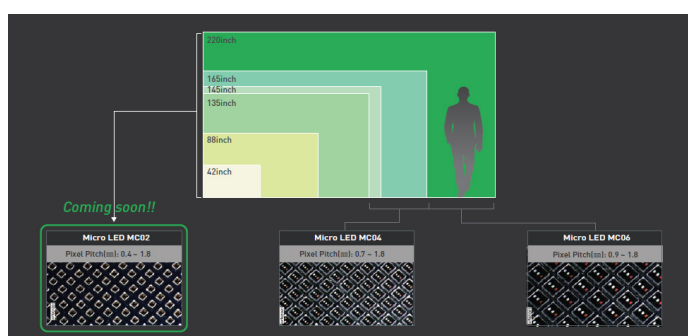 220inch
165inch
145inch
135inch
88inch
42inch
Coming soon!!
Micro LED MC02
Pixel Pitch(㎜): 0.4 ~ 1.8
Micro LED MC04
Pixel Pitch(㎜): 0.7 ~ 1.8
Micro LED MC06
Pixel Pitch(㎜): 0.9 ~ 1.8